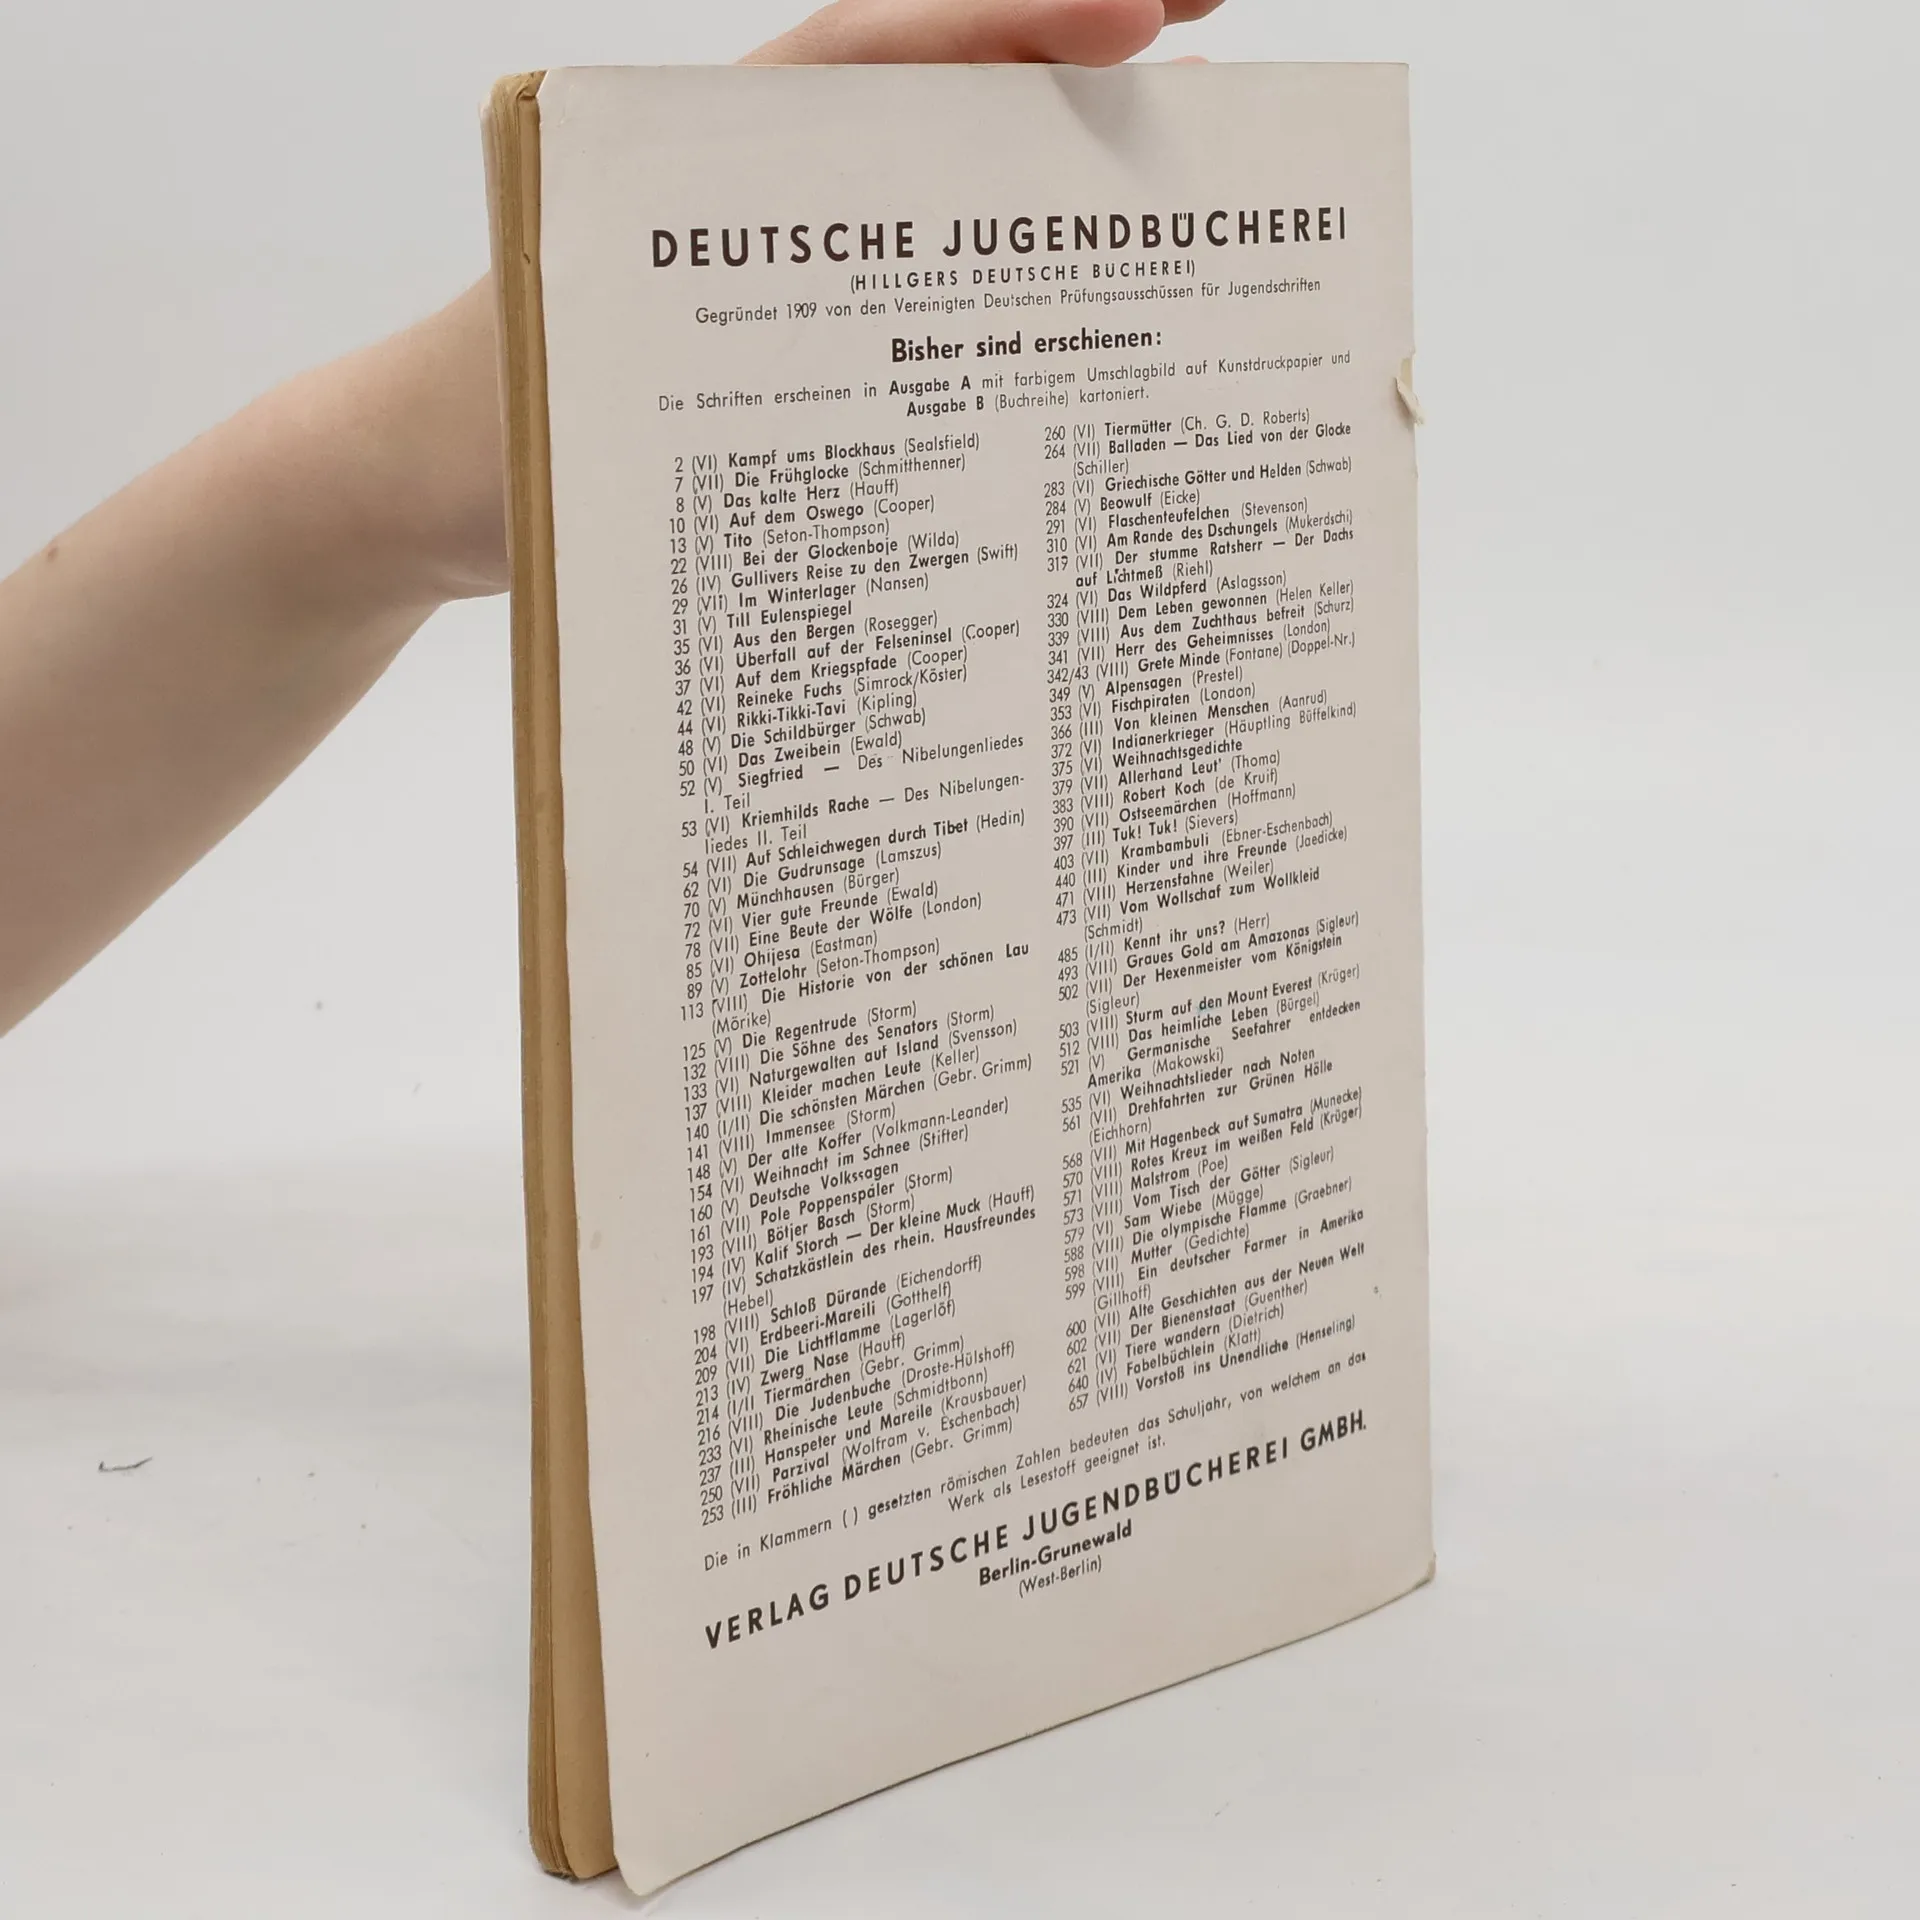 DEUTSCHE JUGENDBÜCHEREI
(HILLGERS DEUTSCHE BÜCHEREI)
Gegründet 1909 von den Vereinigten Deutschen Prüfungsausschüssen für Jugendschriften
Bisher sind erschienen:
Die Schriften erscheinen in Ausgabe A mit farbigem Umschlagbild auf Kunstdruckpapier und
Ausgabe B (Buchreihe) kartoniert.
2 (VI) Kampf ums Blockhaus (Sealsfield)
7 (VII) Die Frühglocke (Schmitthenner)
8 (V) Das kalte Herz (Hauff)
10 (VI) Auf dem Oswego (Cooper)
13 (V) Tito (Seton-Thompson)
22 (VIII) Bei der Glockenboje (Wilda)
26 (IV) Gullivers Reise zu den Zwergen (Swift)
29 (VII) Im Winterlager (Nansen)
31 (V) Till Eulenspiegel
35 (VI) Aus den Bergen (Rosegger)
36 (VI) Uberfall auf der Felseninsel (Cooper)
37 (VI) Auf dem Kriegspfade (Cooper)
42 (VI) Reineke Fuchs (Simrock/Köster)
44 (VI) Rikki-Tikki-Tavi (Kipling)
48 (V) Die Schildbürger (Schwab)
50 (VI) Das Zweibein (Ewald)
52 (V) Siegfried — Des Nibelungenliedes
I. Teil
53 (VI) Kriemhilds Rache — Des Nibelungen-
liedes II. Teil
54 (VII) Auf Schleichwegen durch Tibet (Hedin)
62 (VI) Die Gudrunsage (Lamszus)
70 (V) Münchhausen (Bürger)
72 (VI) Vier gute Freunde (Ewald)
78 (VII) Eine Beute der Wölfe (London)
85 (VI) Ohijesa (Eastman)
89 (V) Zottelohr (Seton-Thompson)
113 (VIII) Die Historie von der schönen Lau
(Mörike)
125 (V) Die Regentrude (Storm)
132 (VIII) Die Söhne des Senators (Storm)
133 (VI) Naturgewalten auf Island (Svensson)
137 (VIII) Kleider machen Leute (Keller)
140 (I/II) Die schönsten Märchen (Gebr. Grimm)
141 (VIII) Immensee (Storm)
148 (V) Der alte Koffer (Volkmann-Leander)
154 (VI) Weihnacht im Schnee (Stifter)
160 (V) Deutsche Volkssagen
161 (VII) Pole Poppenspäler (Storm)
193 (VIII) Bötjer Basch (Storm)
194 (IV) Kalif Storch — Der kleine Muck (Hauff)
197 (IV) Schatzkästlein des rhein. Hausfreundes
(Hebel)
198 (VIII) Schloß Dürande (Eichendorff)
204 (VI) Erdbeeri-Mareili (Gotthelf)
209 (VII) Die Lichtflamme (Lagerlöf)
213 (IV) Zwerg Nase (Hauff)
214 (I/II Tiermärchen (Gebr. Grimm)
216 (VIII) Die Judenbuche (Droste-Hülshoff)
233 (VI) Rheinische Leute (Schmidtbonn)
237 (III) Hanspeter und Mareile (Krausbauer)
250 (VII) Parzival (Wolfram v. Eschenbach)
253 (III) Fröhliche Märchen (Gebr. Grimm)
260 (VI) Tiermütter (Ch. G. D. Roberts)
264 (VII) Balladen — Das Lied von der Glocke
(Schiller)
283 (VI) Griechische Götter und Helden (Schwab)
284 (V) Beowulf (Eicke)
291 (VI) Flaschenteufelchen (Stevenson)
310 (VI) Am Rande des Dschungels (Mukerdschi)
319 (VII) Der stumme Ratsherr — Der Dachs
auf Lichtmeß (Riehl)
324 (VI) Das Wildpferd (Aslagsson)
330 (VIII) Dem Leben gewonnen (Helen Keller)
339 (VIII) Aus dem Zuchthaus befreit (Schurz)
341 (VII) Herr des Geheimnisses (London)
342/43 (VIII) Grete Minde (Fontane) (Doppel-Nr.)
349 (V) Alpensagen (Prestel)
353 (VI) Fischpiraten (London)
366 (III) Von kleinen Menschen (Aanrud)
372 (VI) Indianerkrieger (Häuptling Büffelkind)
375 (VI) Weihnachtsgedichte
379 (VII) Allerhand Leut' (Thoma)
383 (VIII) Robert Koch (de Kruif)
390 (VII) Ostseemärchen (Hoffmann)
397 (III) Tuk! Tuk! (Sievers)
403 (VII) Krambambuli (Ebner-Eschenbach)
440 (III) Kinder und ihre Freunde (Jaedicke)
471 (VIII) Herzensfahne (Weiler)
473 (VII) Vom Wollschaf zum Wollkleid
(Schmidt)
485 (I/II) Kennt ihr uns? (Herr)
493 (VIII) Graues Gold am Amazonas (Sigleur)
502 (VII) Der Hexenmeister vom Königstein
(Sigleur)
503 (VIII) Sturm auf den Mount Everest (Krüger)
512 (VIII) Das heimliche Leben (Bürgel)
521 (V) Germanische Seefahrer entdecken
Amerika (Makowski)
535 (VI) Weihnachtslieder nach Noten
561 (VII) Drehfahrten zur Grünen Hölle
(Eichhorn)
568 (VII) Mit Hagenbeck auf Sumatra (Munecke)
570 (VIII) Rotes Kreuz im weißen Feld (Krüger)
571 (VIII) Malstrom (Poe)
573 (VIII) Vom Tisch der Götter (Sigleur)
579 (VI) Sam Wiebe (Mügge)
588 (VIII) Die olympische Flamme (Graebner)
598 (VII) Mutter (Gedichte)
599 (VIII) Ein deutscher Farmer in Amerika
(Gillhoff)
600 (VII) Alte Geschichten aus der Neuen Welt
602 (VII) Der Bienenstaat (Guenther)
621 (VI) Tiere wandern (Dietrich)
640 (IV) Fabelbüchlein (Klatt)
657 (VIII) Vorstoß ins Unendliche (Henseling)
Die in Klammern ( ) gesetzten römischen Zahlen bedeuten das Schuljahr, von welchem an das
Werk als Lesestoff geeignet ist.
VERLAG DEUTSCHE JUGENDBÜCHEREI GMBH.
Berlin-Grunewald
(West-Berlin)